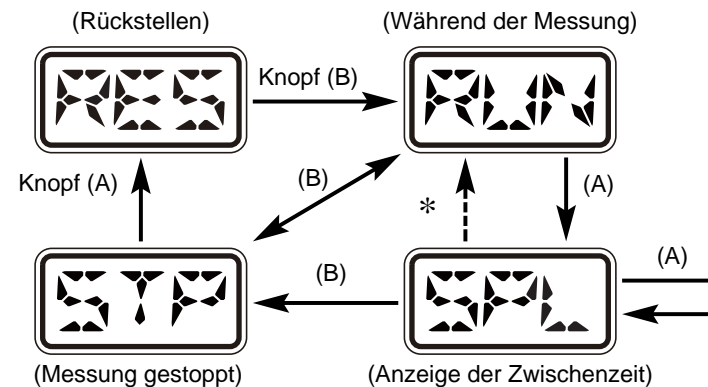 (Rückstellen)
(Während der Messung)
RES
Knopf (B)
RUN
Knopf (A)
(B)
*
(A)
(A)
STP
(B)
SPL
(Messung gestoppt)
(Anzeige der Zwischenzeit)